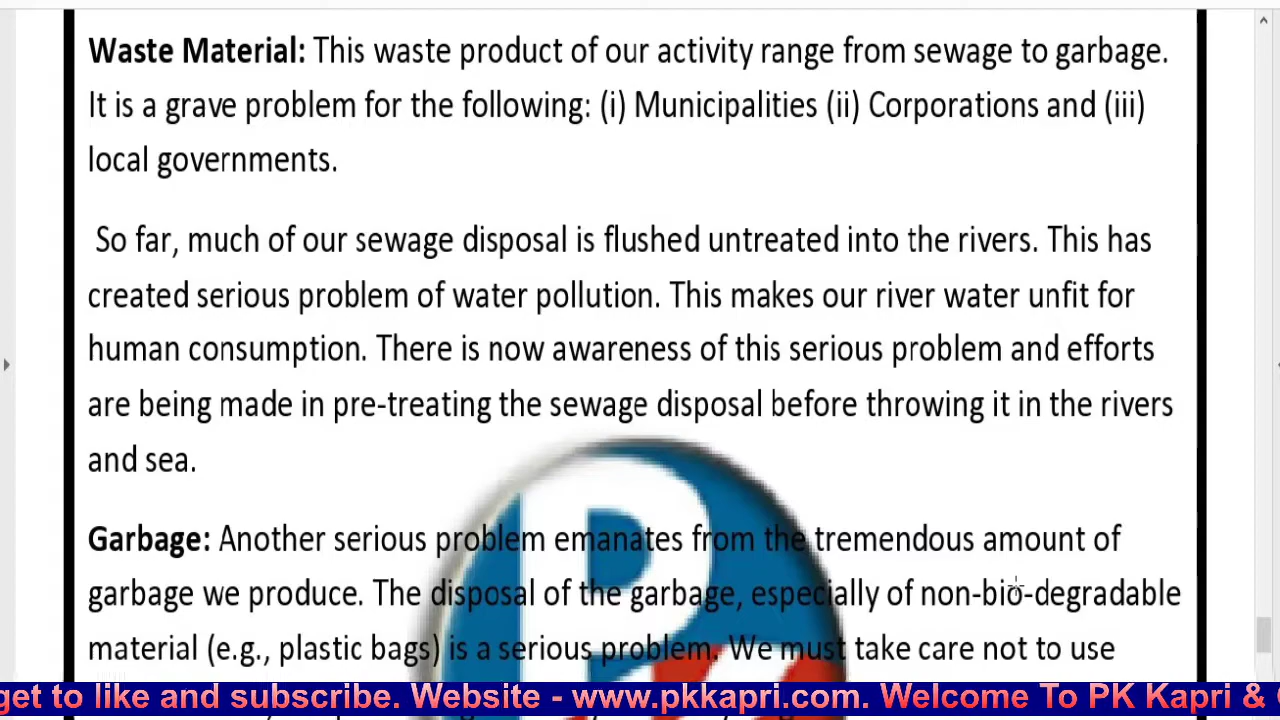 Waste Material: This waste product of our activity range from sewage to garbage.
It is a grave problem for the following: (i) Municipalities (ii) Corporations and (iii)
local governments.
So far, much of our sewage disposal is flushed untreated into the rivers. This has
created serious problem of water pollution. This makes our river water unfit for
human consumption. There is now awareness of this serious problem and efforts
are being made in pre-treating the sewage disposal before throwing it in the rivers
and sea.
Garbage: Another serious problem emanates from the tremendous amount of
garbage we produce. The disposal of the garbage, especially of non-bio-degradable
material (e.g., plastic bags) is a serious problem. We must take care not to use
get to like and subscribe. Website - www.pkkapri.com. Welcome To PK Kapri &